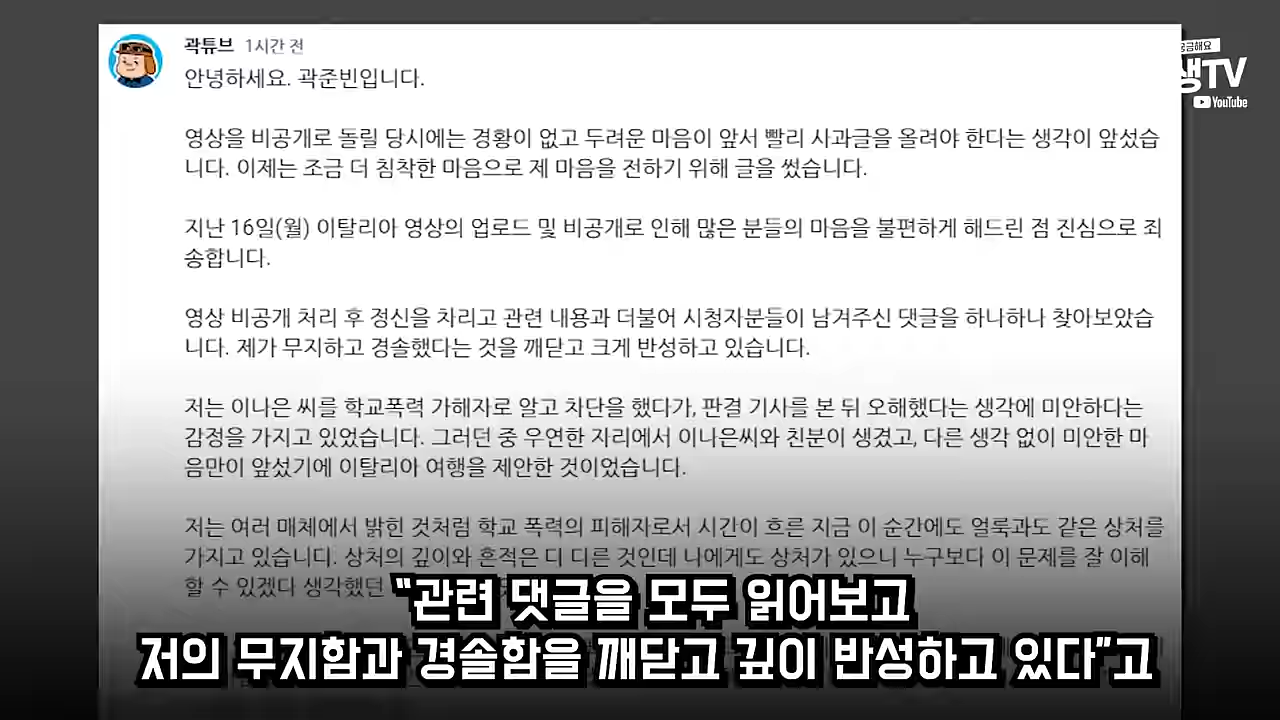 곽튜브 1시간 전
안녕하세요. 곽준빈입니다.
영상을 비공개로 돌릴 당시에는 경황이 없고 두려운 마음이 앞서 빨리 사과글을 올려야 한다는 생각이 앞섰습
니다. 이제는 조금 더 침착한 마음으로 제 마음을 전하기 위해 글을 썼습니다.
지난 16일(월) 이탈리아 영상의 업로드 및 비공개로 인해 많은 분들의 마음을 불편하게 해드린 점 진심으로 죄
송합니다.
영상 비공개 처리 후 정신을 차리고 관련 내용과 더불어 시청자분들이 남겨주신 댓글을 하나하나 찾아보았습
니다. 제가 무지하고 경솔했다는 것을 깨닫고 크게 반성하고 있습니다.
저는 이나은 씨를 학교폭력 가해자로 알고 차단을 했다가, 판결 기사를 본 뒤 오해했다는 생각에 미안하다는
감정을 가지고 있었습니다. 그러던 중 우연한 자리에서 이나은씨와 친분이 생겼고, 다른 생각 없이 미안한 마
음만이 앞섰기에 이탈리아 여행을 제안한 것이었습니다.
저는 여러 매체에서 밝힌 것처럼 학교 폭력의 피해자로서 시간이 흐른 지금 이 순간에도 얼룩과도 같은 상처를
가지고 있습니다. 상처의 깊이와 흔적은 다 다른 것인데 나에게도 상처가 있으니 누구보다 이 문제를 잘 이해
할 수 있겠다 생각했던
"관련 댓글을 모두 읽어보고
저의 무지함과 경솔함을 깨닫고 깊이 반성하고 있다"고
궁금해요
생TV
YouTube